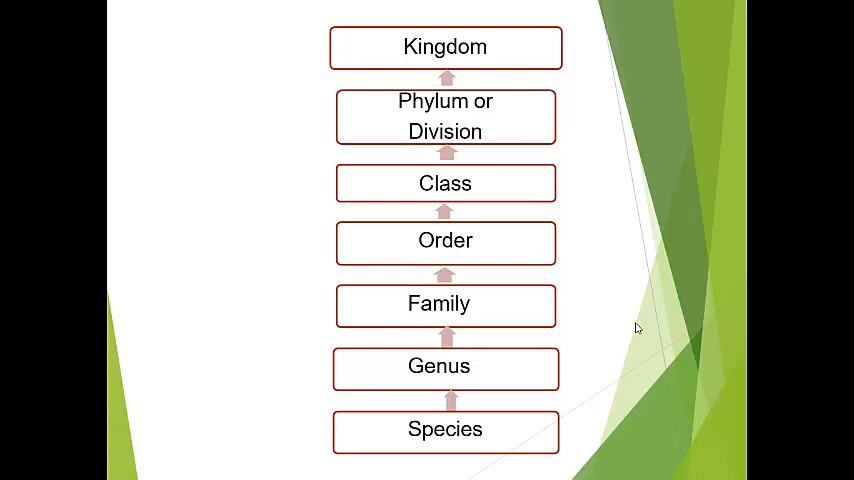 Kingdom
Phylum or
Division
Class
Order
Family
Genus
Species